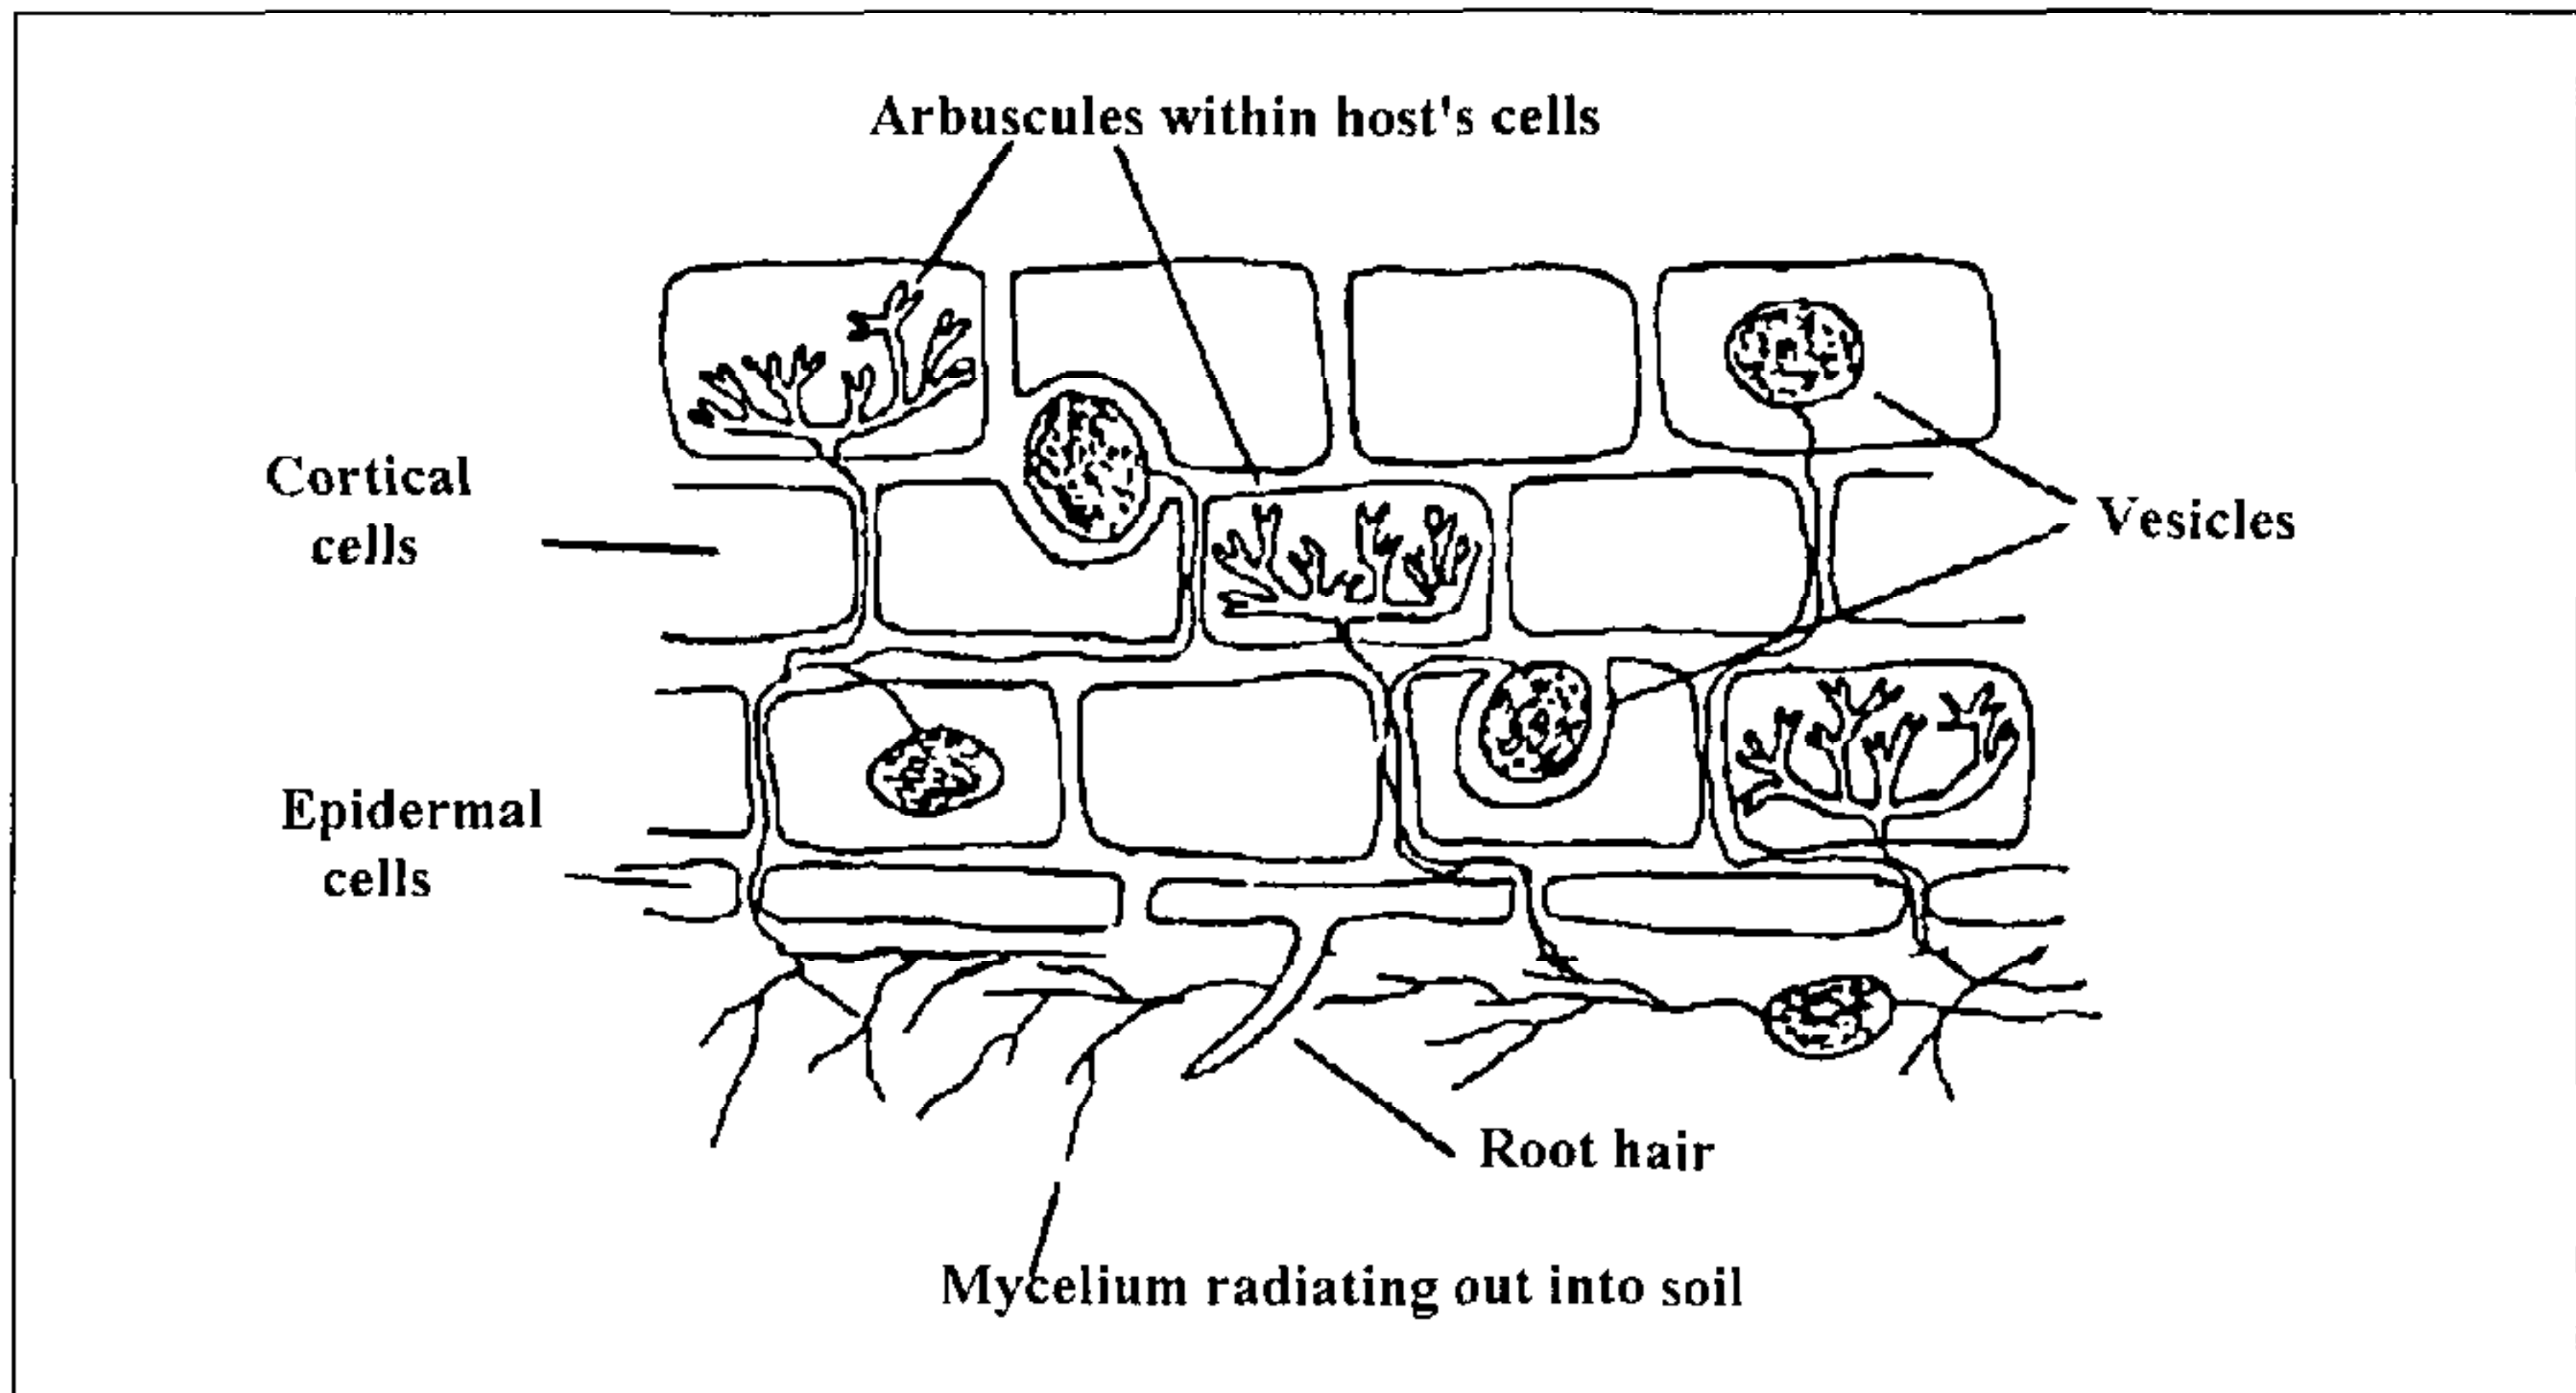 Arbuscules within host's cells
Cortical
cells
Vesicles
Epidermal
cells
Root hair
Mycelium radiating out into soil